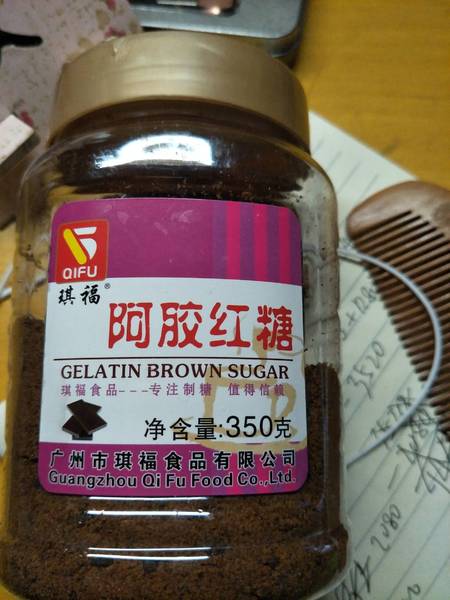 QIFU
琪福®
阿胶红糖
GELATIN BROWN SUGAR
琪福食品---专注制糖 值得信赖
净含量:350克
广州市琪福食品有限公司
Guangzhou Qi Fu Food Co.,Ltd.
3520
2080